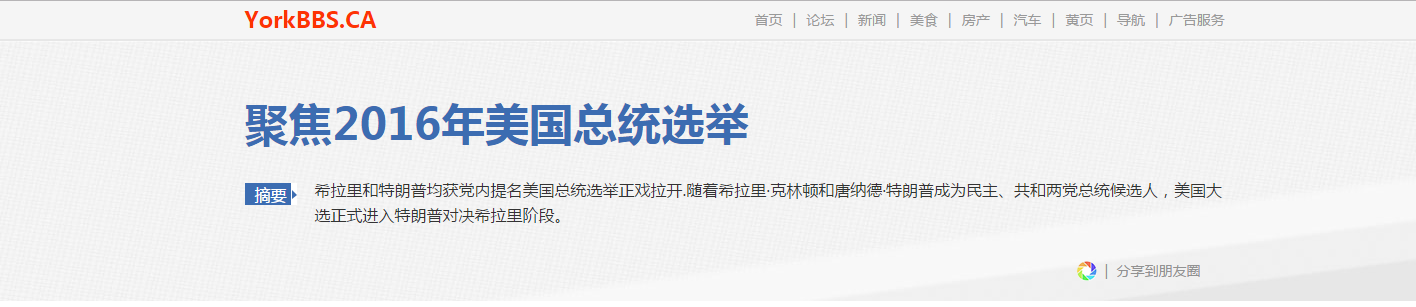 YorkBBS.CA
首页 | 论坛 | 新闻 | 美食 | 房产 | 汽车 | 黄页 | 导航 | 广告服务
聚焦2016年美国总统选举
摘要
希拉里和特朗普均获党内提名美国总统选举正戏拉开.随着希拉里·克林顿和唐纳德·特朗普成为民主、共和两党总统候选人，美国大
选正式进入特朗普对决希拉里阶段。
| 分享到朋友圈